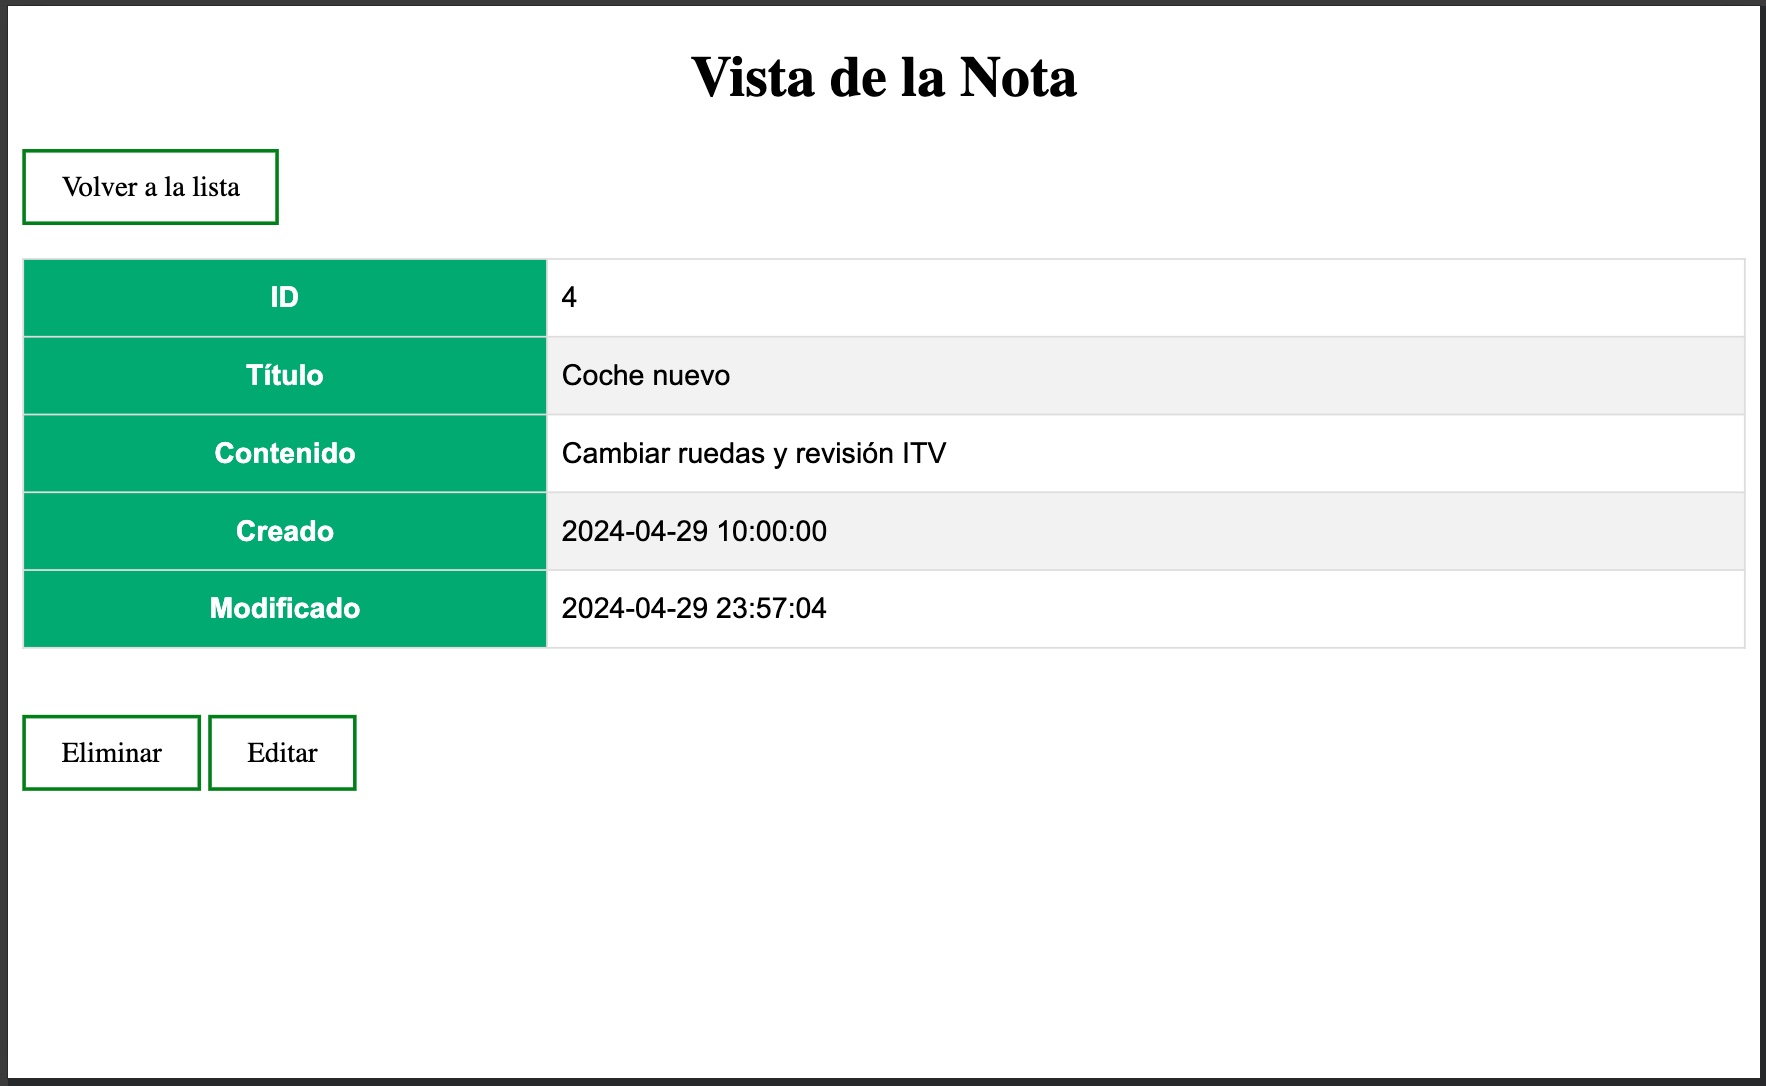 Vista de la Nota
Volver a la lista
ID 4
Título Coche nuevo
Contenido Cambiar ruedas y revisión ITV
Creado 2024-04-29 10:00:00
Modificado 2024-04-29 23:57:04
Eliminar Editar